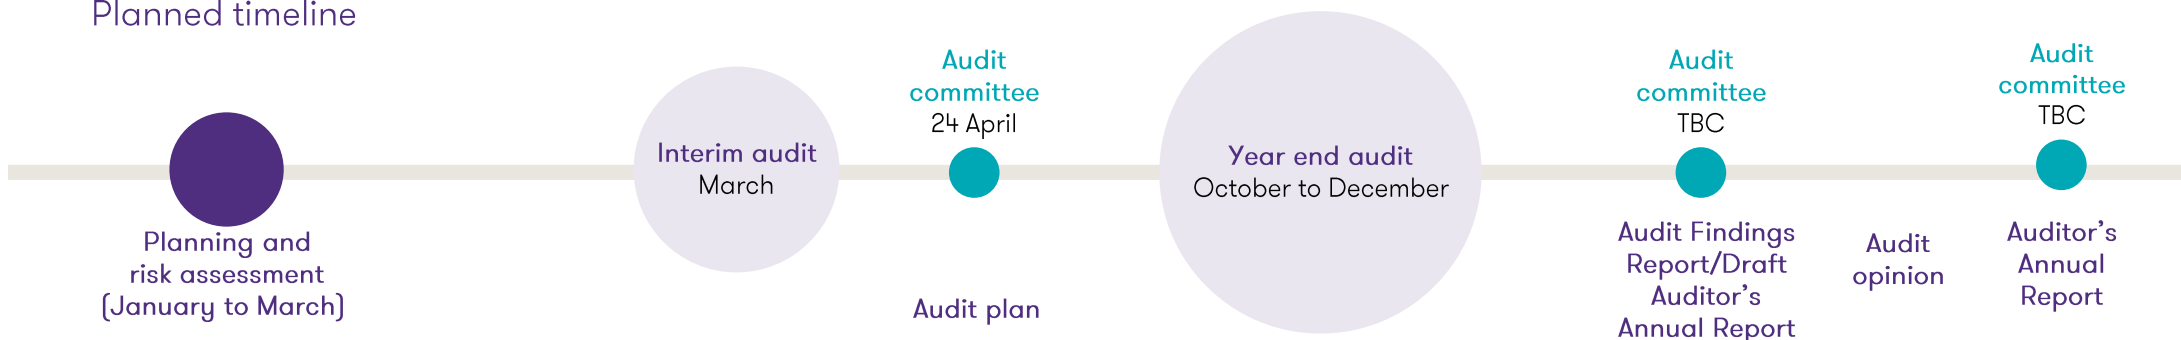 Planned timeline
Planning and
risk assessment
(January to March)
Interim audit
March
Audit
committee
24 April
Audit plan
Year end audit
October to December
Audit
committee
TBC
Audit Findings
Report/Draft
Auditor's
Annual Report
Audit
opinion
Audit
committee
TBC
Auditor's
Annual
Report